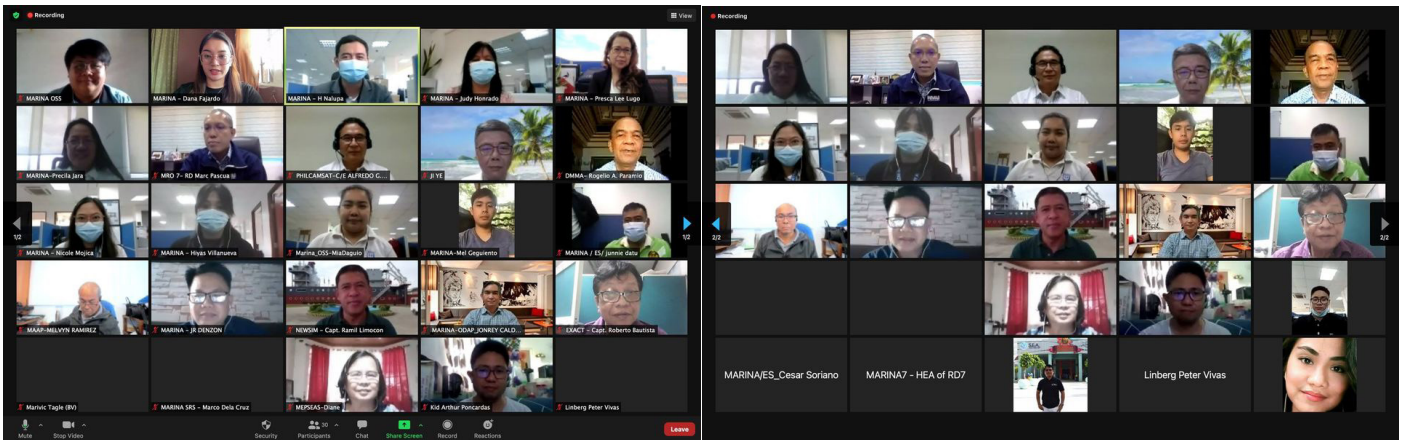 Recording
View
MARINA OSS
MARINA - Dana Fajardo
MARINA - H Nalupa
MARINA - Judy Honrado
MARINA - Presca Lee Lugo
MARINA-Precila Jara
MRO 7- RD Marc Pascua
PHILCAMSAT-C/E ALFREDO G....
JI YE
DMMA- Rogelio A. Paramio
1/2
MARINA - Nicole Mojica
MARINA - Hiyas Villanueva
Marina_OSS-MiaDaguio
MARINA-Mel Geguiento
MARINA / ES/ junnie datu
1/2
MAAP-MELVYN RAMIREZ
MARINA - JR DENZON
NEWSIM - Capt. Ramil Limocon
MARINA-ODAP_JONREY CALD...
EXACT - Capt. Roberto Bautista
Marivic Tagle (BV)
MARINA SRS - Marco Dela Cruz
MEPSEAS-Diane
Kid Arthur Poncardas
Linberg Peter Vivas
Mute
Stop Video
Security
Participants
30
Chat
Share Screen
Record
Reactions
Leave
Recording
2/2
2/2
MARINA/ES_Cesar Soriano
MARINA7 - HEA of RD7
Linberg Peter Vivas